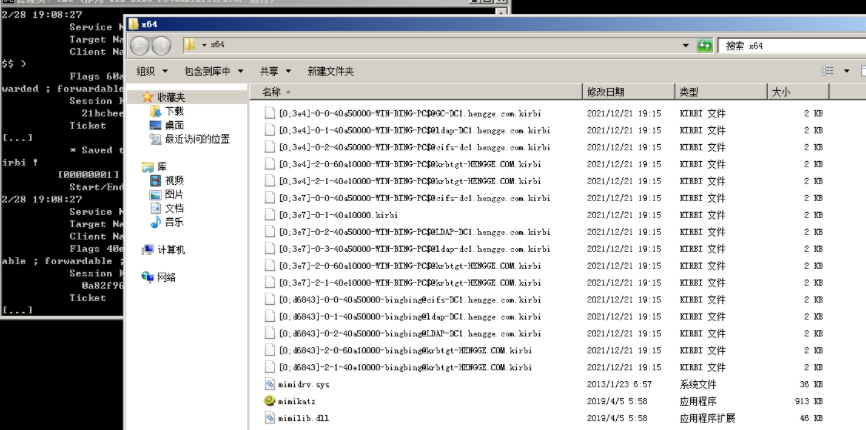 2/28 19:08:27
Service N
Target Na
Client Na
$$ >
Flags 60a
warded ; forwardable
Session K
21bcbee
Ticket
[...]
* Saved t
irbi !
[00000001]
Start/End
2/28 19:08:27
Service N
Target Na
Client Na
Flags 40e
able ; forwardable ;
Session K
0a82f96
Ticket
[...]
x64
x64
搜索 x64
组织 包含到库中 共享 新建文件夹
收藏夹
下载
桌面
最近访问的位置
库
视频
图片
文档
音乐
计算机
网络
名称 修改日期 类型 大小
[0;3e4]-0-0-40a50000-WIN-BING-PC$@GC-DC1.hengge.com.kirbi 2021/12/21 19:15 KIRBI 文件 2 KB
[0;3e4]-0-1-40a50000-WIN-BING-PC$@ldap-DC1.hengge.com.kirbi 2021/12/21 19:15 KIRBI 文件 2 KB
[0;3e4]-0-2-40a50000-WIN-BING-PC$@cifs-dc1.hengge.com.kirbi 2021/12/21 19:15 KIRBI 文件 2 KB
[0;3e4]-2-0-60a10000-WIN-BING-PC$@krbtgt-HENGGE.COM.kirbi 2021/12/21 19:15 KIRBI 文件 2 KB
[0;3e4]-2-1-40e10000-WIN-BING-PC$@krbtgt-HENGGE.COM.kirbi 2021/12/21 19:15 KIRBI 文件 2 KB
[0;3e7]-0-0-40a50000-WIN-BING-PC$@cifs-dc1.hengge.com.kirbi 2021/12/21 19:15 KIRBI 文件 2 KB
[0;3e7]-0-1-40a10000.kirbi 2021/12/21 19:15 KIRBI 文件 2 KB
[0;3e7]-0-2-40a50000-WIN-BING-PC$@LDAP-DC1.hengge.com.kirbi 2021/12/21 19:15 KIRBI 文件 2 KB
[0;3e7]-0-3-40a50000-WIN-BING-PC$@ldap-dc1.hengge.com.kirbi 2021/12/21 19:15 KIRBI 文件 2 KB
[0;3e7]-2-0-60a10000-WIN-BING-PC$@krbtgt-HENGGE.COM.kirbi 2021/12/21 19:15 KIRBI 文件 2 KB
[0;3e7]-2-1-40e10000-WIN-BING-PC$@krbtgt-HENGGE.COM.kirbi 2021/12/21 19:15 KIRBI 文件 2 KB
[0;d6843]-0-0-40a50000-bingbing@cifs-DC1.hengge.com.kirbi 2021/12/21 19:15 KIRBI 文件 2 KB
[0;d6843]-0-1-40a50000-bingbing@ldap-DC1.hengge.com.kirbi 2021/12/21 19:15 KIRBI 文件 2 KB
[0;d6843]-0-2-40a50000-bingbing@LDAP-DC1.hengge.com.kirbi 2021/12/21 19:15 KIRBI 文件 2 KB
[0;d6843]-2-0-60a10000-bingbing@krbtgt-HENGGE.COM.kirbi 2021/12/21 19:15 KIRBI 文件 2 KB
[0;d6843]-2-1-40e10000-bingbing@krbtgt-HENGGE.COM.kirbi 2021/12/21 19:15 KIRBI 文件 2 KB
mimidrv.sys 2013/1/23 6:57 系统文件 36 KB
mimikatz 2019/4/5 5:58 应用程序 913 KB
mimilib.dll 2019/4/5 5:58 应用程序扩展 46 KB